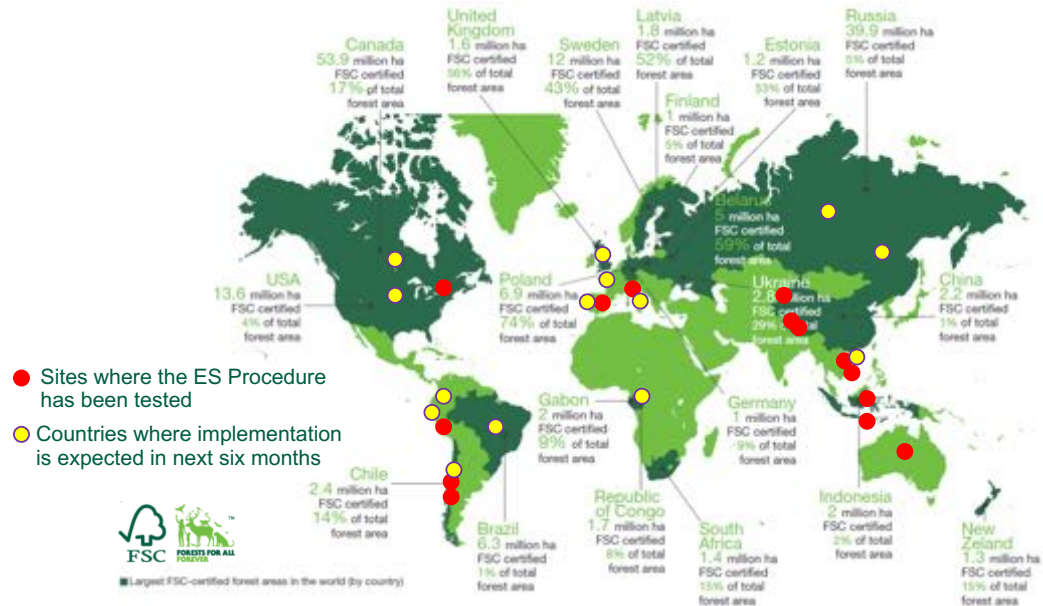 United
Kingdom
1.6 million ha
FSC certified
56% of total
forest area
Latvia
1.8 million ha
FSC certified
52% of total
forest area
Russia
39.9 million ha
FSC certified
5% of total
forest area
Canada
53.9 million ha
FSC certified
17% of total
forest area
Sweden
12 million ha
FSC certified
43% of total
forest area
Estonia
1.2 million ha
FSC certified
53% of total
forest area
Finland
1 million ha
FSC certified
5% of total
forest area
Belarus
5 million ha
FSC certified
59% of total
forest area
USA
13.6 million ha
FSC certified
4% of total
forest area
Poland
6.9 million ha
FSC certified
74% of total
forest area
Ukraine
2.8 million ha
FSC certified
29% of total
forest area
China
2.2 million ha
FSC certified
1% of total
forest area
Sites where the ES Procedure
has been tested
Countries where implementation
is expected in next six months
Gabon
2 million ha
FSC certified
9% of total
forest area
Germany
1 million ha
FSC certified
9% of total
forest area
Chile
2.4 million ha
FSC certified
14% of total
forest area
Brazil
6.3 million ha
FSC certified
1% of total
forest area
Republic
of Congo
1.7 million ha
FSC certified
8% of total
forest area
South
Africa
1.4 million ha
FSC certified
15% of total
forest area
Indonesia
2 million ha
FSC certified
2% of total
forest area
New
Zeland
1.3 million ha
FSC certified
15% of total
forest area
FSC
FORESTS FOR ALL
FOREVER
™
Largest FSC-certified forest areas in the world (by country)